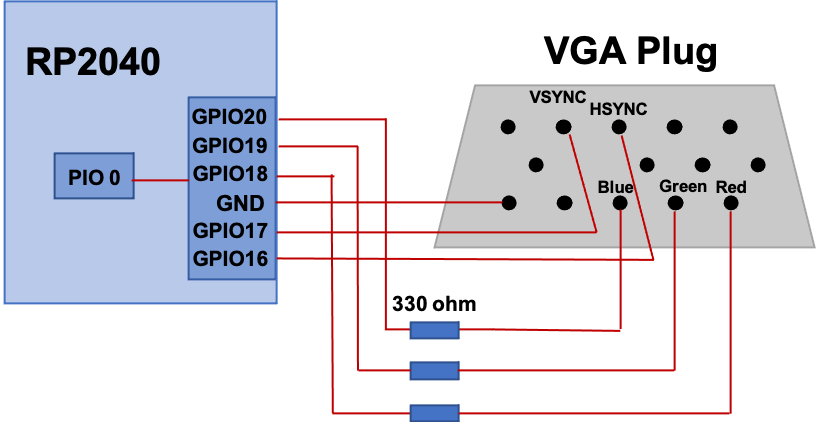 RP2040
VGA Plug
VSYNC
HSYNC
GPIO20
GPIO19
GPIO18
GND
GPIO17
GPIO16
PIO 0
Blue
Green
Red
330 ohm